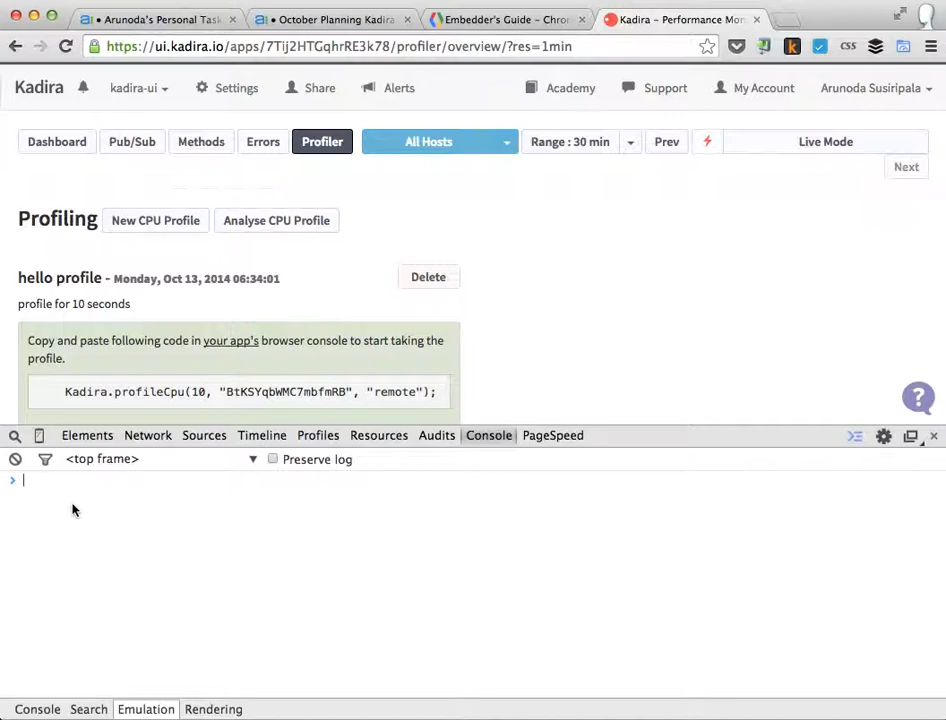 Arunoda's Personal Tas
October Planning Kadira
Embedder's Guide – Chro
Kadira – Performance Mon
https://ui.kadira.io/apps/7Tij2HTGqhrRE3k78/profiler/overview/?res=1min
CSS
Kadira kadira-ui Settings Share Alerts Academy Support My Account Arunoda Susiripala
Dashboard Pub/Sub Methods Errors Profiler All Hosts Range : 30 min Prev Live Mode
Next
Profiling New CPU Profile Analyse CPU Profile
hello profile - Monday, Oct 13, 2014 06:34:01 Delete
profile for 10 seconds
Copy and paste following code in your app's browser console to start taking the
profile.
Kadira.profileCpu(10, "BtKSYqbWMC7mbfmRB", "remote");
Elements Network Sources Timeline Profiles Resources Audits Console PageSpeed
<top frame> Preserve log
Console Search Emulation Rendering